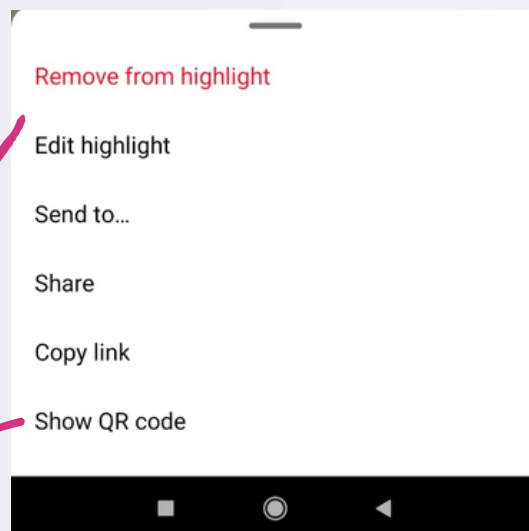 Remove from highlight
Edit highlight
Send to...
Share
Copy link
Show QR code